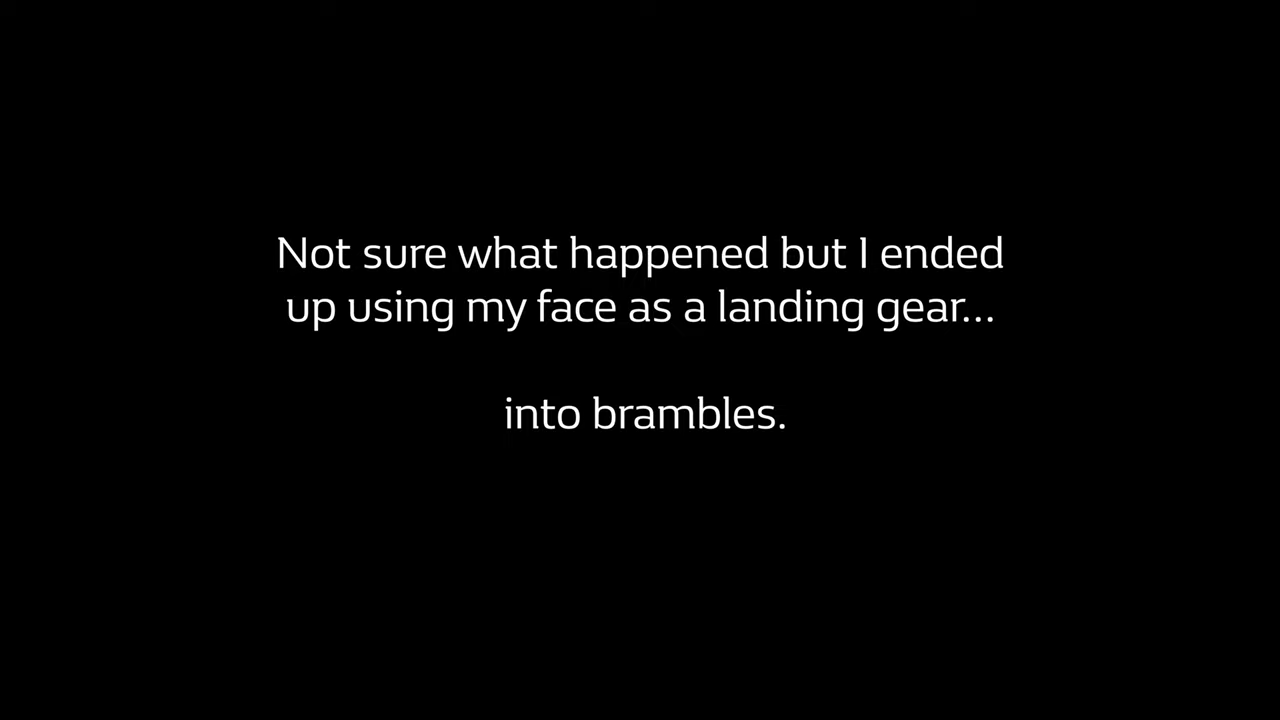 Not sure what happened but I ended
up using my face as a landing gear...
into brambles.